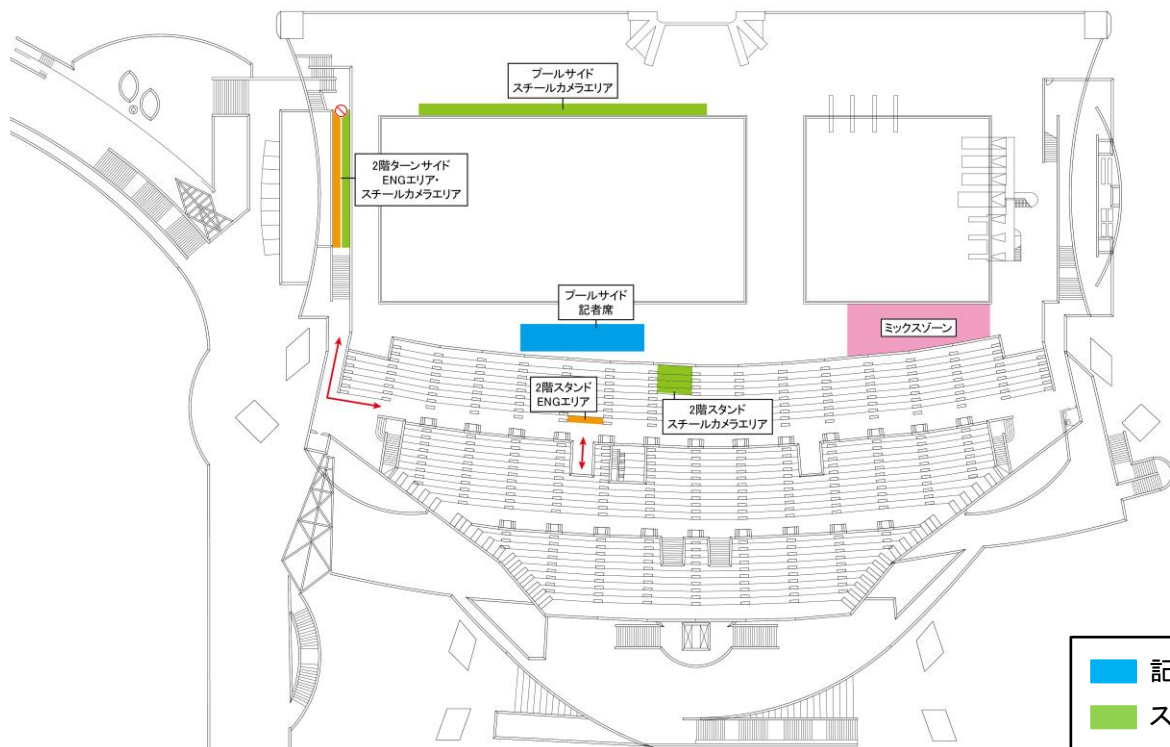 プールサイド
スチールカメラエリア
2階ターンサイド
ENGエリア・
スチールカメラエリア
プールサイド
記者席
ミックスゾーン
2階スタンド
ENGエリア
2階スタンド
スチールカメラエリア
記
ス